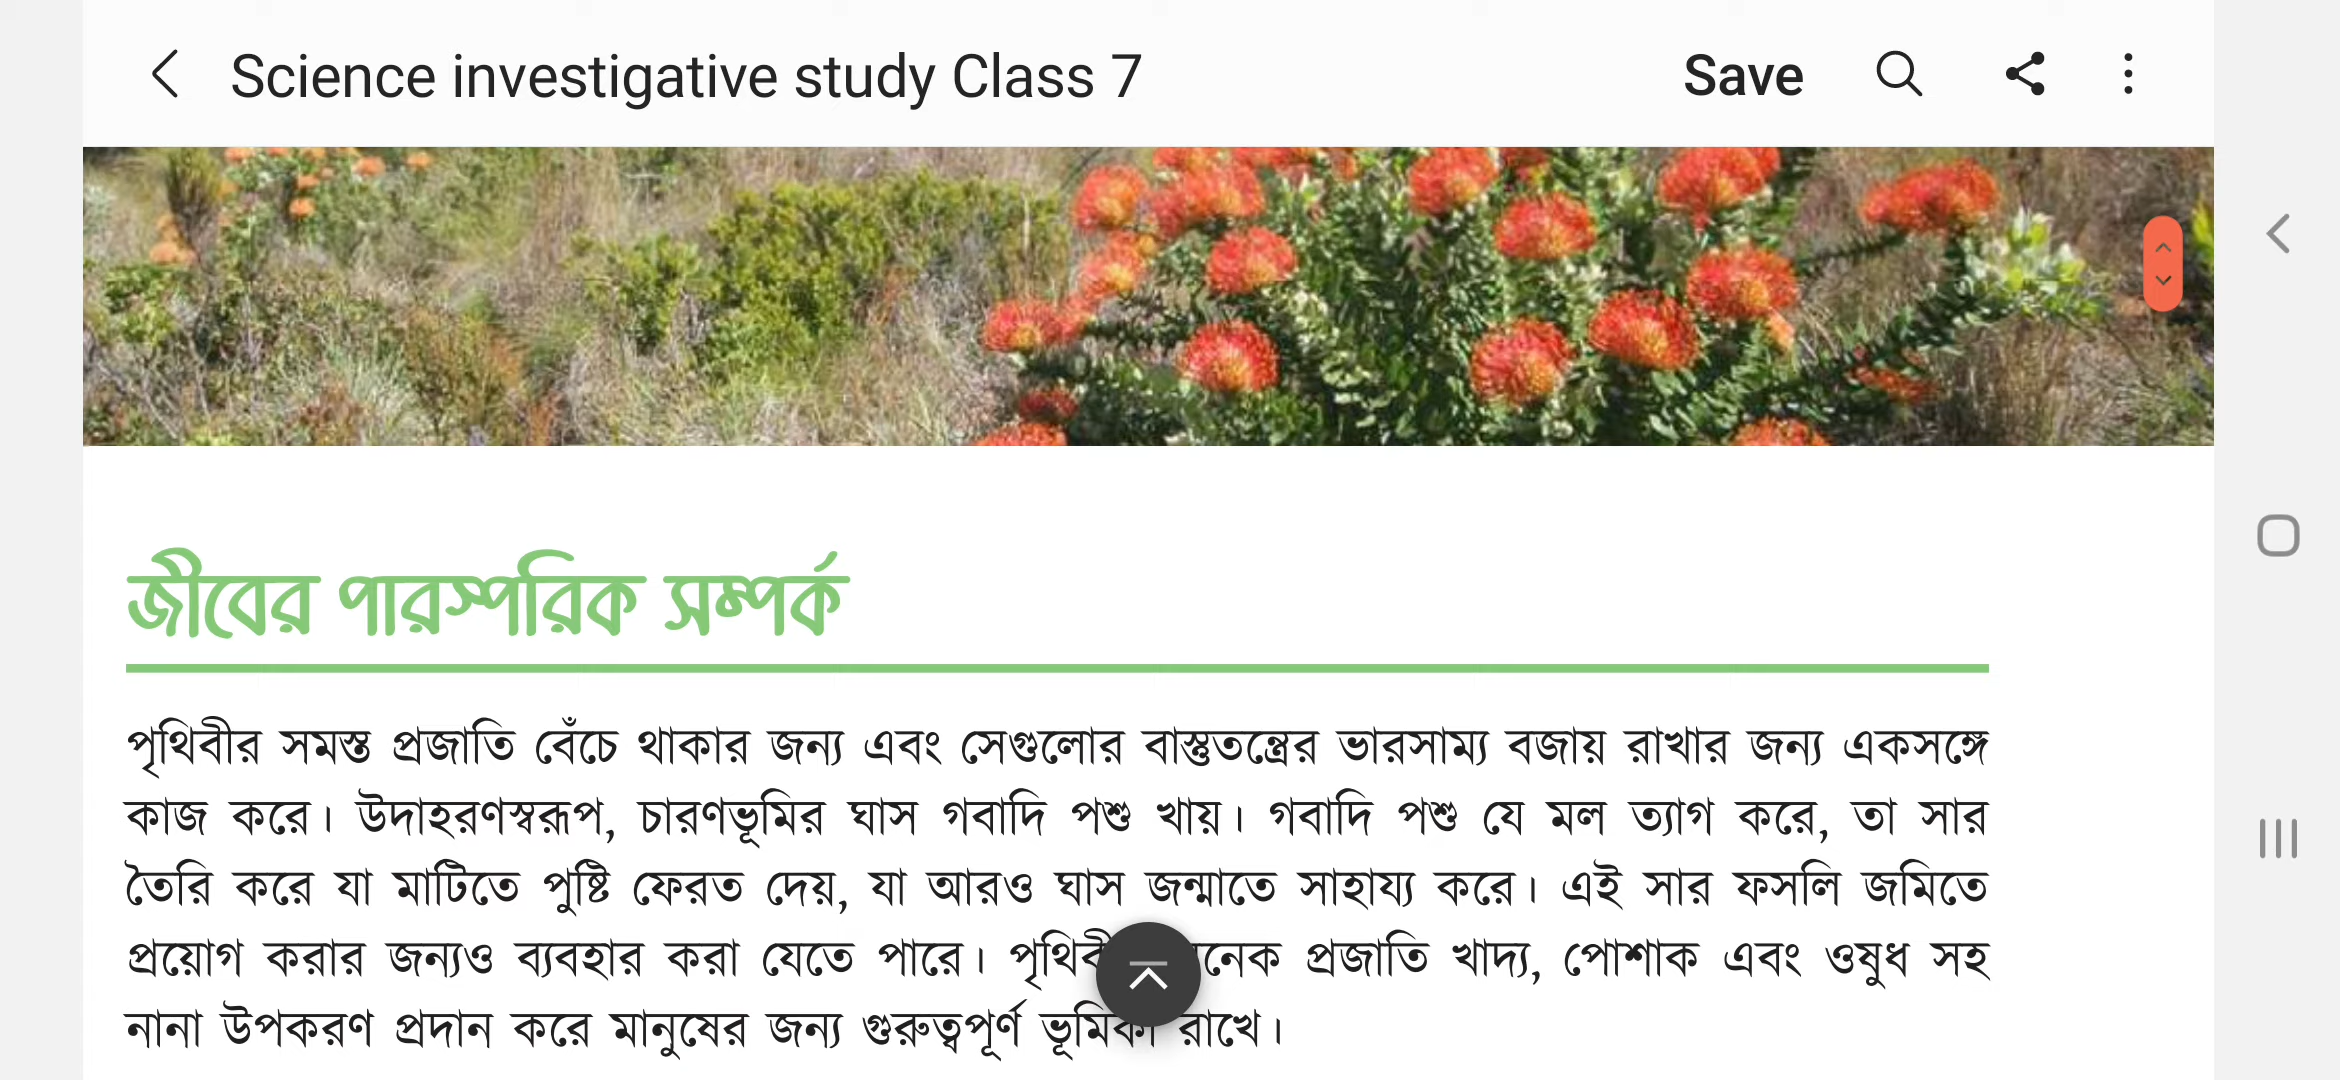 Science investigative study Class 7
Save
জীবের পারস্পরিক সম্পর্ক
পৃথিবীর সমস্ত প্রজাতি বেঁচে থাকার জন্য এবং সেগুলোর বাস্তুতন্ত্রের ভারসাম্য বজায় রাখার জন্য একসঙ্গে
কাজ করে। উদাহরণস্বরূপ, চারণভূমির ঘাস গবাদি পশু খায়। গবাদি পশু যে মল ত্যাগ করে, তা সার
তৈরি করে যা মাটিতে পুষ্টি ফেরত দেয়, যা আরও ঘাস জন্মাতে সাহায্য করে। এই সার ফসলি জমিতে
প্রয়োগ করার জন্যও ব্যবহার করা যেতে পারে। প্রজাতি খাদ্য, পোশাক এবং ওষুধ সহ
নানা উপকরণ প্রদান করে মানুষের জন্য গুরুত্বপূর্ণ ভূমিকা রাখে।